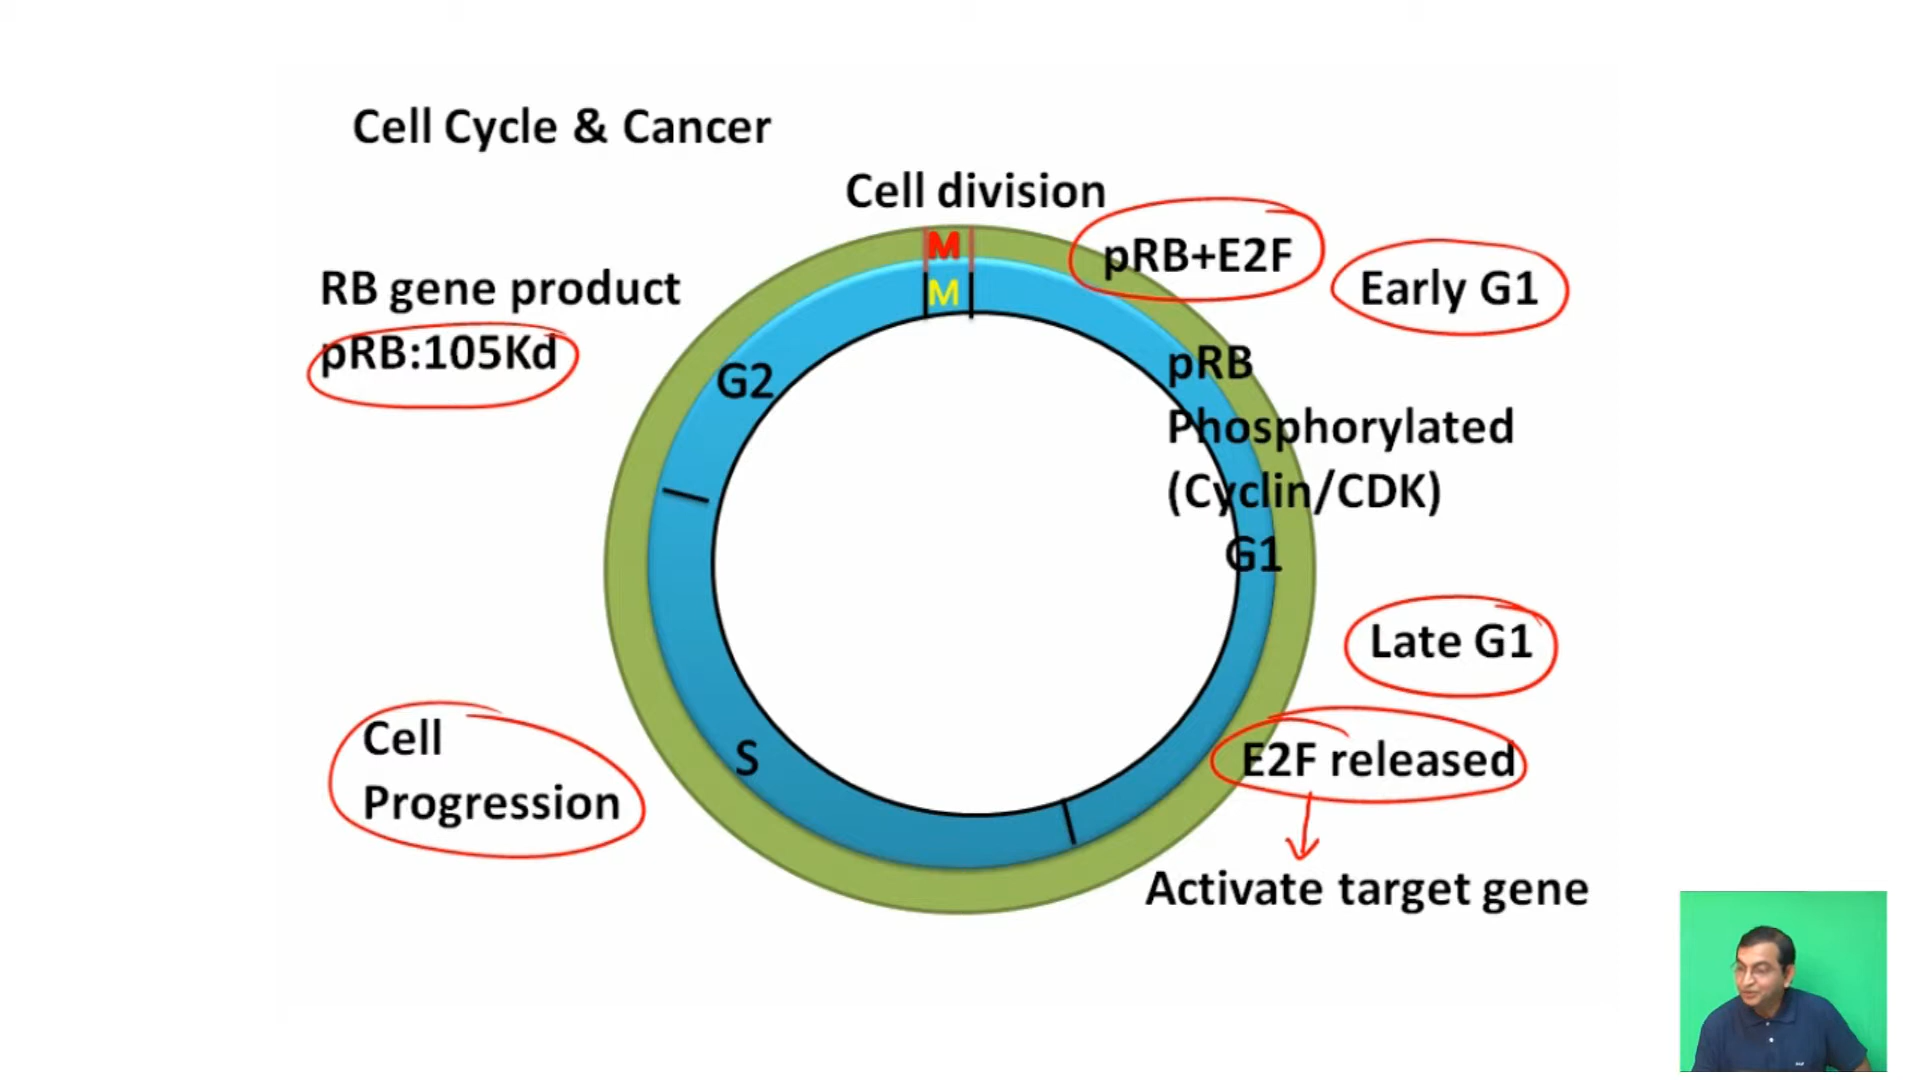 Cell Cycle & Cancer
Cell division
M
M
pRB+E2F
Early G1
RB gene product
pRB:105Kd
G2
pRB
Phosphorylated
(Cyclin/CDK)
G1
Late G1
Cell
Progression
S
E2F released
Activate target gene